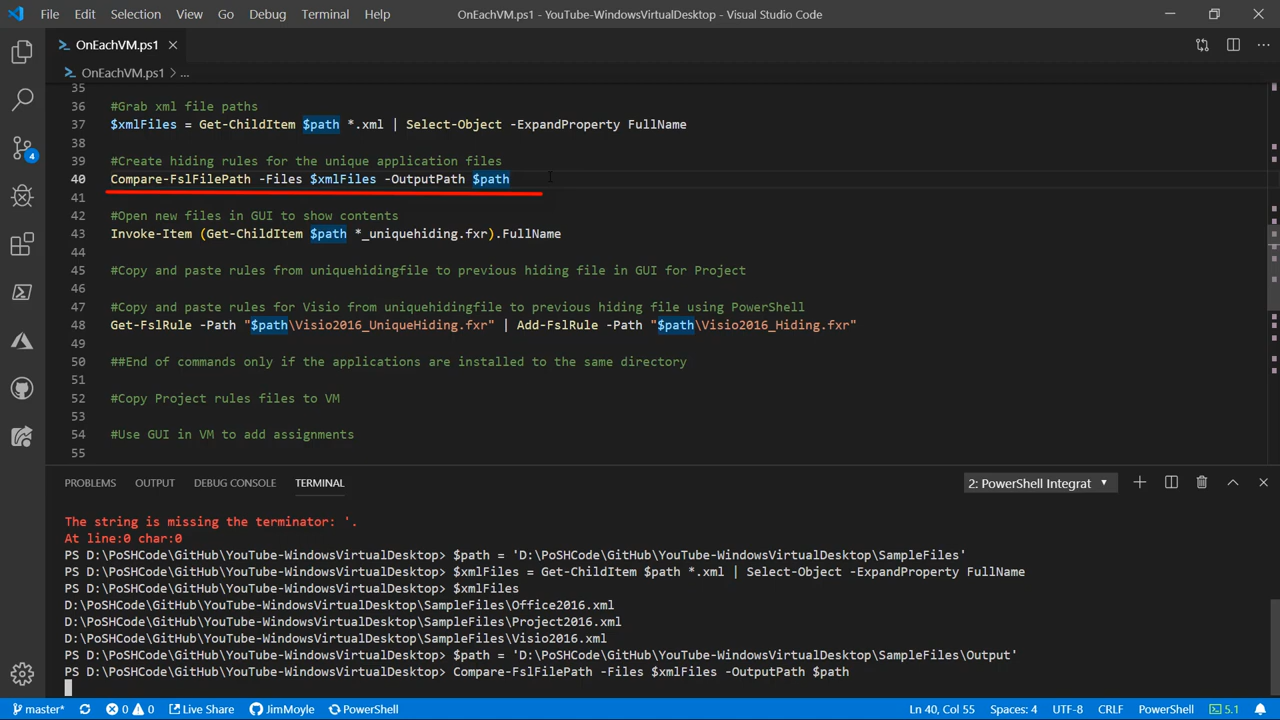 File Edit Selection View Go Debug Terminal Help
OnEachVM.ps1 - YouTube-WindowsVirtualDesktop - Visual Studio Code
OnEachVM.ps1
OnEachVM.ps1 > ...
35
36 #Grab xml file paths
37 $xmlFiles = Get-ChildItem $path *.xml | Select-Object -ExpandProperty FullName
38
39 #Create hiding rules for the unique application files
40 Compare-FslFilePath -Files $xmlFiles -OutputPath $path
41
42 #Open new files in GUI to show contents
43 Invoke-Item (Get-ChildItem $path *_uniquehiding.fxr).FullName
44
45 #Copy and paste rules from uniquehidingfile to previous hiding file in GUI for Project
46
47 #Copy and paste rules for Visio from uniquehidingfile to previous hiding file using PowerShell
48 Get-FslRule -Path "$path\Visio2016_UniqueHiding.fxr" | Add-FslRule -Path "$path\Visio2016_Hiding.fxr"
49
50 ##End of commands only if the applications are installed to the same directory
51
52 #Copy Project rules files to VM
53
54 #Use GUI in VM to add assignments
55
4
PROBLEMS OUTPUT DEBUG CONSOLE TERMINAL
2: PowerShell Integrat
The string is missing the terminator: '.
At line:0 char:0
PS D:\PoSHCode\GitHub\YouTube-WindowsVirtualDesktop> $path = 'D:\PoSHCode\GitHub\YouTube-WindowsVirtualDesktop\SampleFiles'
PS D:\PoSHCode\GitHub\YouTube-WindowsVirtualDesktop> $xmlFiles = Get-ChildItem $path *.xml | Select-Object -ExpandProperty FullName
PS D:\PoSHCode\GitHub\YouTube-WindowsVirtualDesktop> $xmlFiles
D:\PoSHCode\GitHub\YouTube-WindowsVirtualDesktop\SampleFiles\Office2016.xml
D:\PoSHCode\GitHub\YouTube-WindowsVirtualDesktop\SampleFiles\Project2016.xml
D:\PoSHCode\GitHub\YouTube-WindowsVirtualDesktop\SampleFiles\Visio2016.xml
PS D:\PoSHCode\GitHub\YouTube-WindowsVirtualDesktop> $path = 'D:\PoSHCode\GitHub\YouTube-WindowsVirtualDesktop\SampleFiles\Output'
PS D:\PoSHCode\GitHub\YouTube-WindowsVirtualDesktop> Compare-FslFilePath -Files $xmlFiles -OutputPath $path
master* 0 0 Live Share JimMoyle PowerShell Ln 40, Col 55 Spaces: 4 UTF-8 CRLF PowerShell 5.1